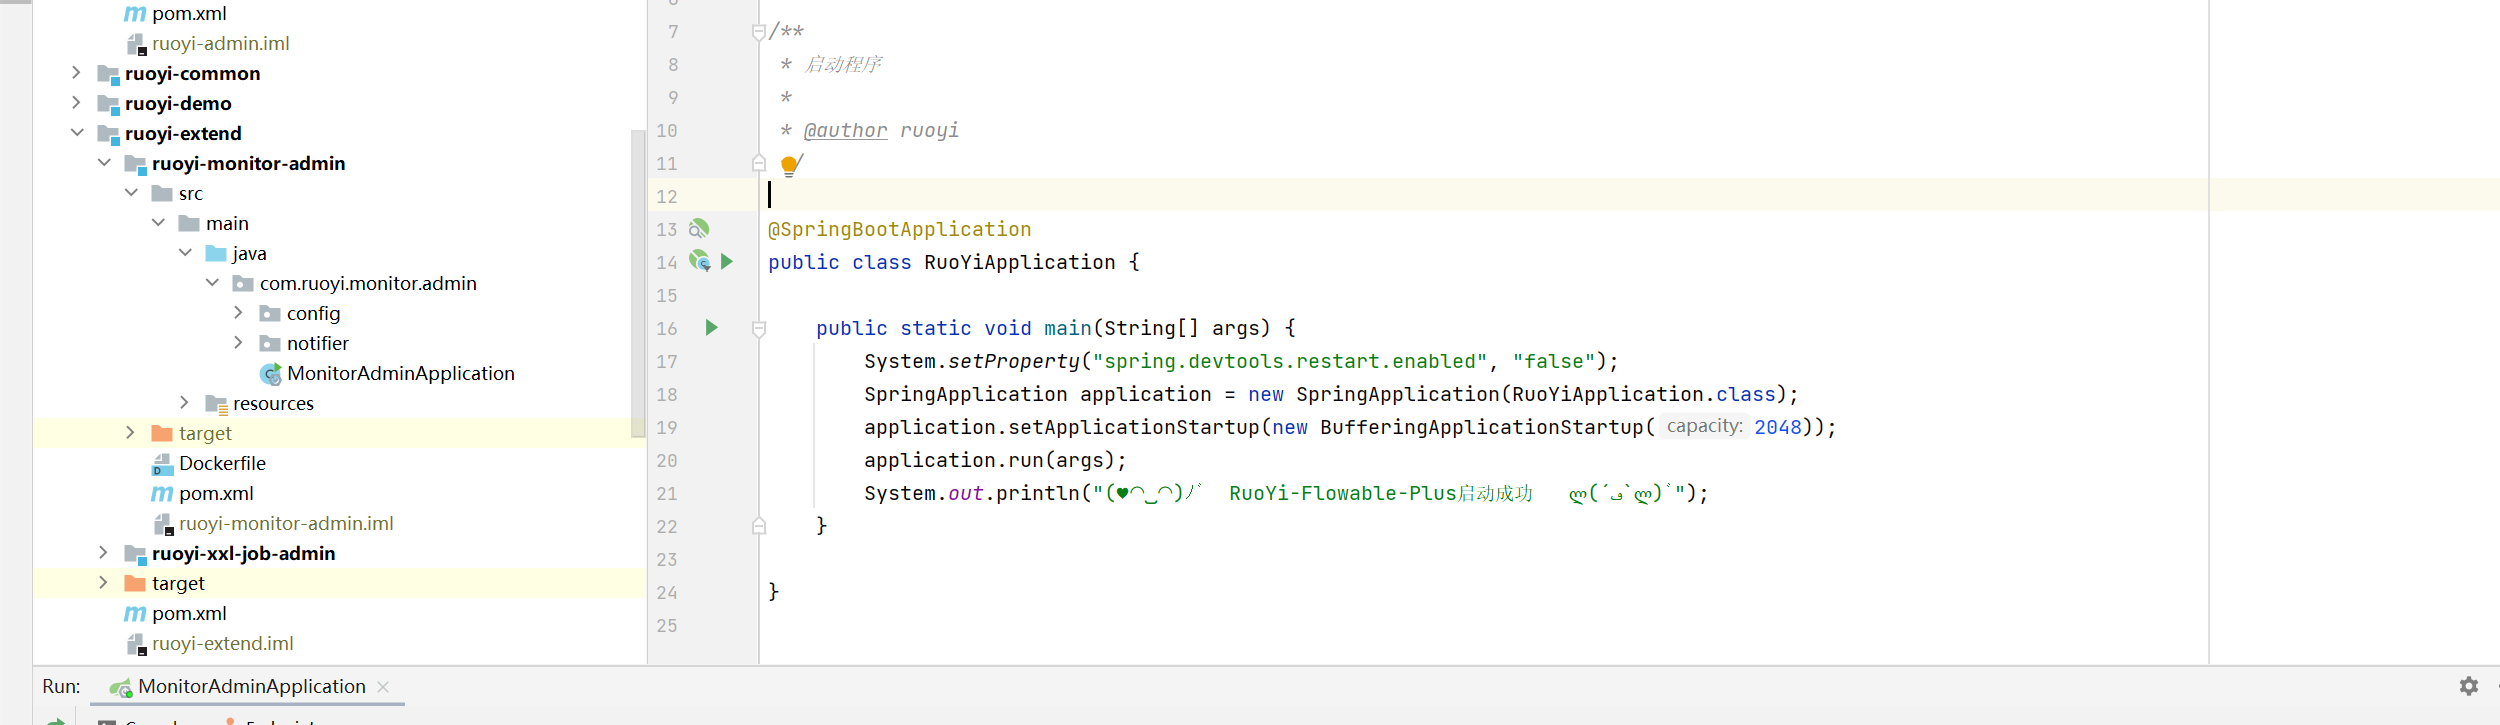 pom.xml
ruoyi-admin.iml
ruoyi-common
ruoyi-demo
ruoyi-extend
ruoyi-monitor-admin
src
main
java
com.ruoyi.monitor.admin
config
notifier
MonitorAdminApplication
resources
target
Dockerfile
pom.xml
ruoyi-monitor-admin.iml
ruoyi-xxl-job-admin
target
pom.xml
ruoyi-extend.iml
7 /**
8 * 启动程序
9 *
10 * @author ruoyi
11 /
12
13 @SpringBootApplication
14 public class RuoYiApplication {
15
16 public static void main(String[] args) {
17 System.setProperty("spring.devtools.restart.enabled", "false");
18 SpringApplication application = new SpringApplication(RuoYiApplication.class);
19 application.setApplicationStartup(new BufferingApplicationStartup( capacity: 2048));
20 application.run(args);
21 System.out.println("(♥◠‿◠)ﾉﾞ  RuoYi-Flowable-Plus启动成功   ლ(´ڡ`ლ)ﾞ");
22 }
23
24 }
25
Run: MonitorAdminApplication